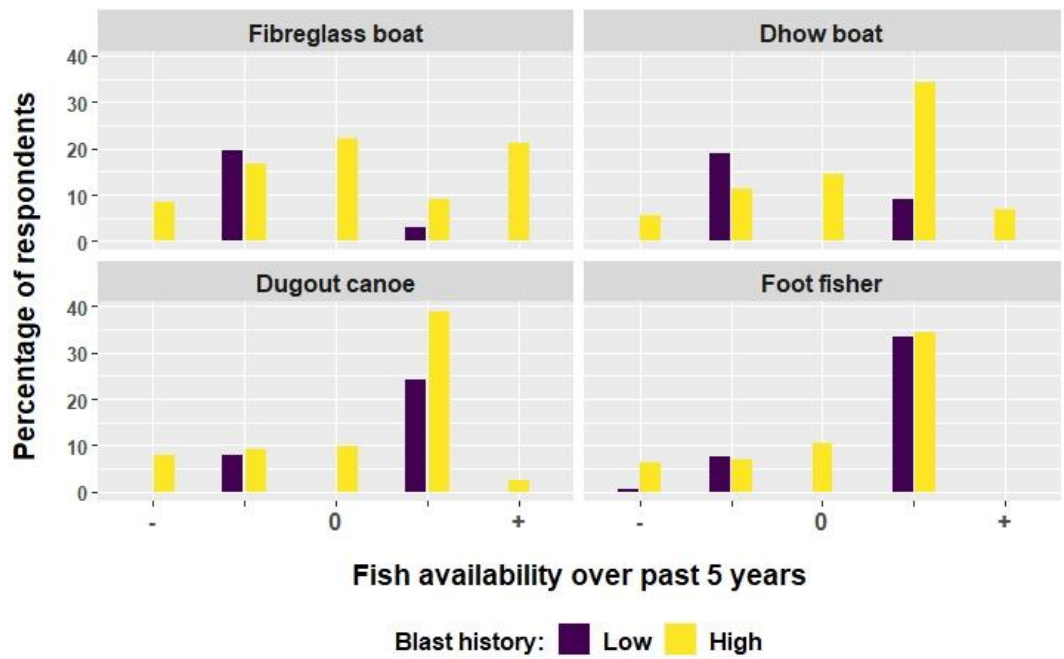 Fibreglass boat
Dhow boat
Percentage of respondents
40
30
20
10
0
Dugout canoe
Foot fisher
40
30
20
10
0
- 0 +
- 0 +
Fish availability over past 5 years
Blast history: Low High